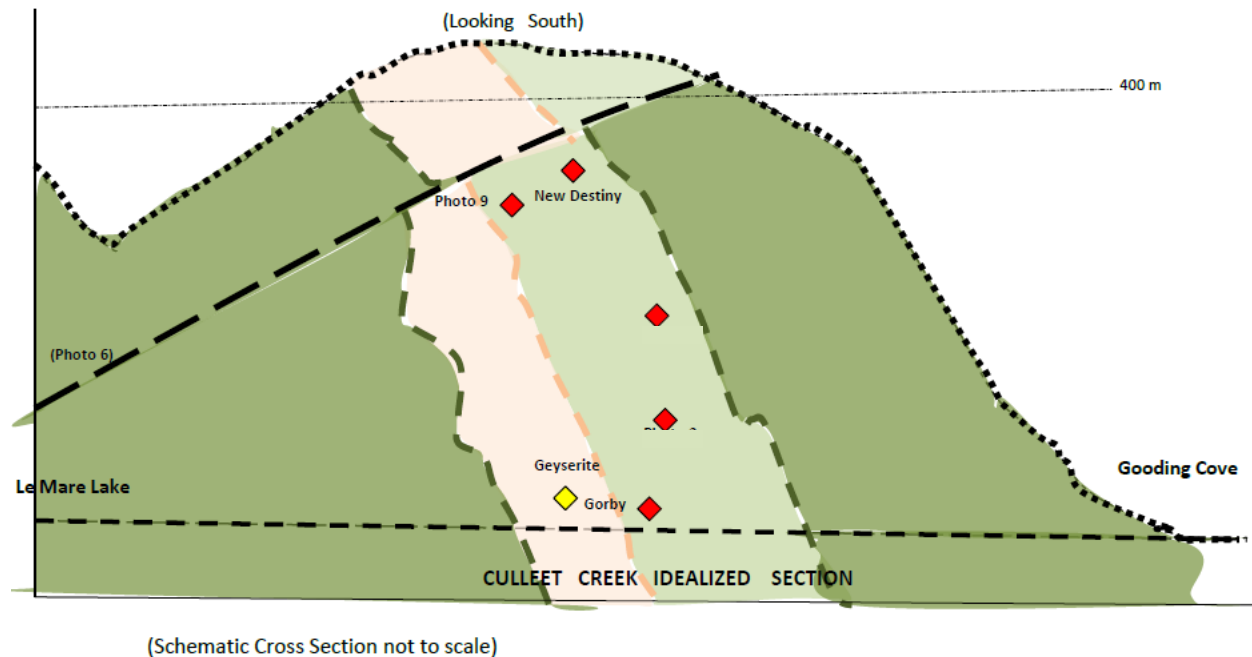 (Looking South)
400 m
New Destiny
Photo 9
(Photo 6)
Geyserite
Gooding Cove
Le Mare Lake
Gorby
CULLEET CREEK IDEALIZED SECTION
(Schematic Cross Section not to scale)